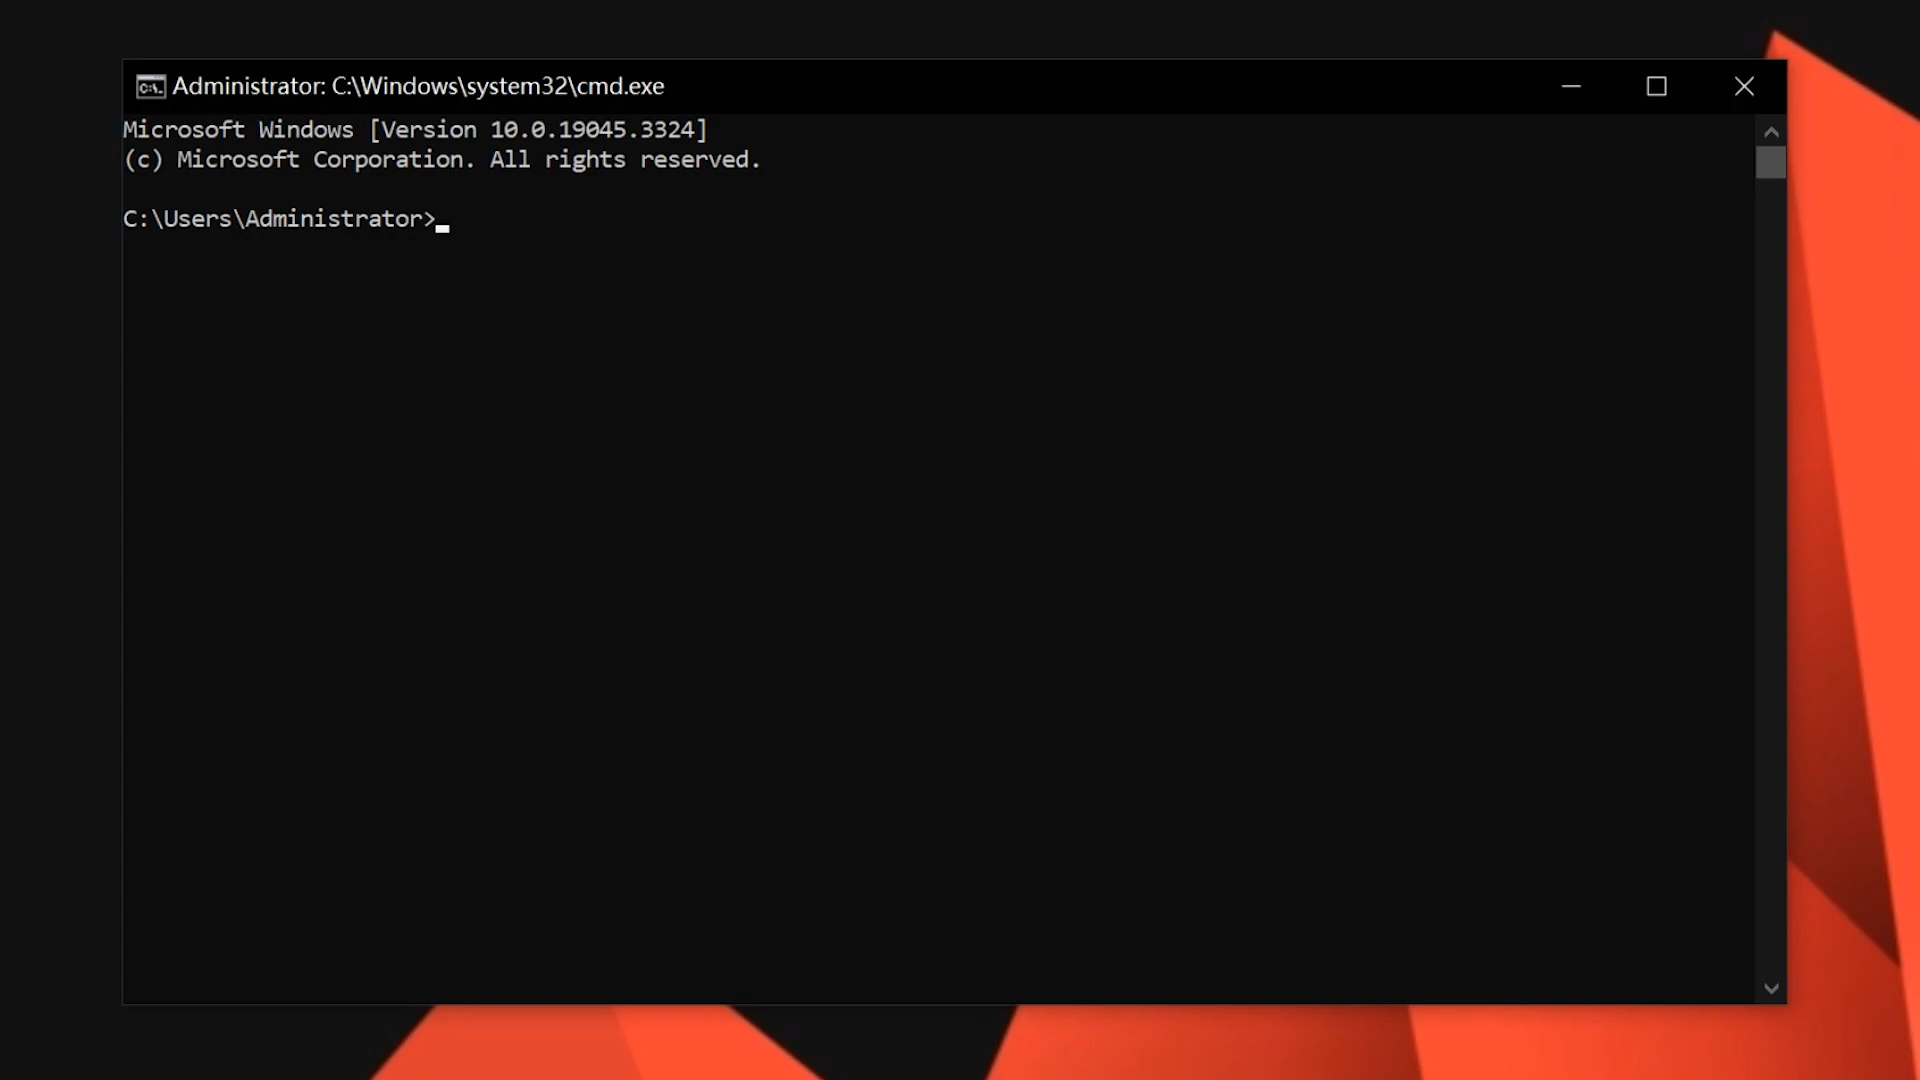 Administrator: C:\Windows\system32\cmd.exe
Microsoft Windows [Version 10.0.19045.3324]
(c) Microsoft Corporation. All rights reserved.
C:\Users\Administrator>